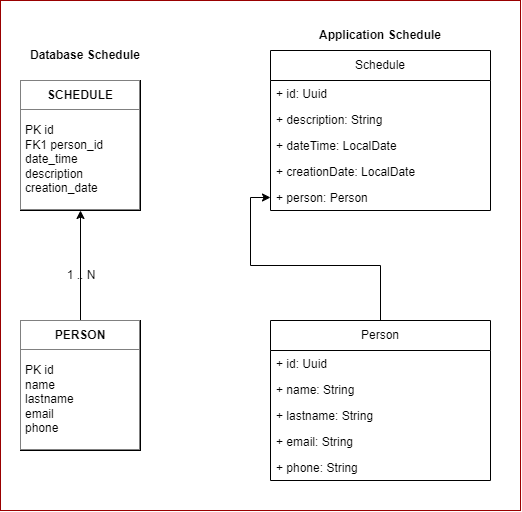 Database Schedule
SCHEDULE
PK id
FK1 person_id
date_time
description
creation_date
1 .. N
PERSON
PK id
name
lastname
email
phone
Application Schedule
Schedule
+ id: Uuid
+ description: String
+ dateTime: LocalDate
+ creationDate: LocalDate
+ person: Person
Person
+ id: Uuid
+ name: String
+ lastname: String
+ email: String
+ phone: String